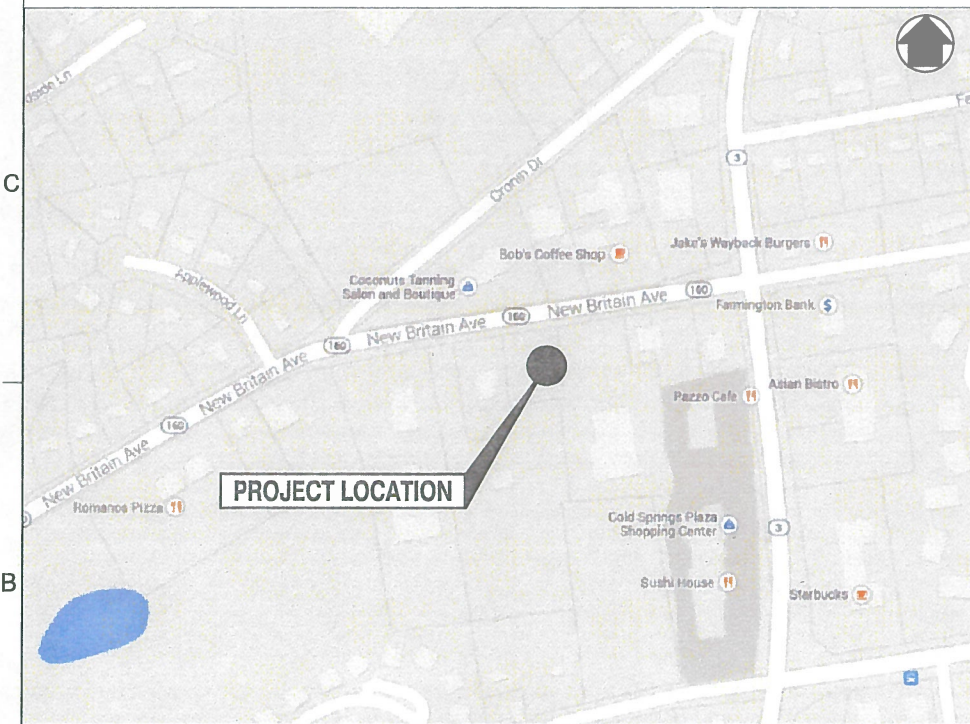 C
B
Cronin Dr
Applewood Ln
Coconuts Tanning
Salon and Boutique
Bob's Coffee Shop
Jake's Wayback Burgers
Farmington Bank
$
3
160
160
160
160
New Britain Ave
New Britain Ave
New Britain Ave
New Britain Ave
Asian Bistro
Pazzo Cafe
PROJECT LOCATION
Romanos Pizza
Cold Springs Plaza
Shopping Center
3
Sushi House
Starbucks